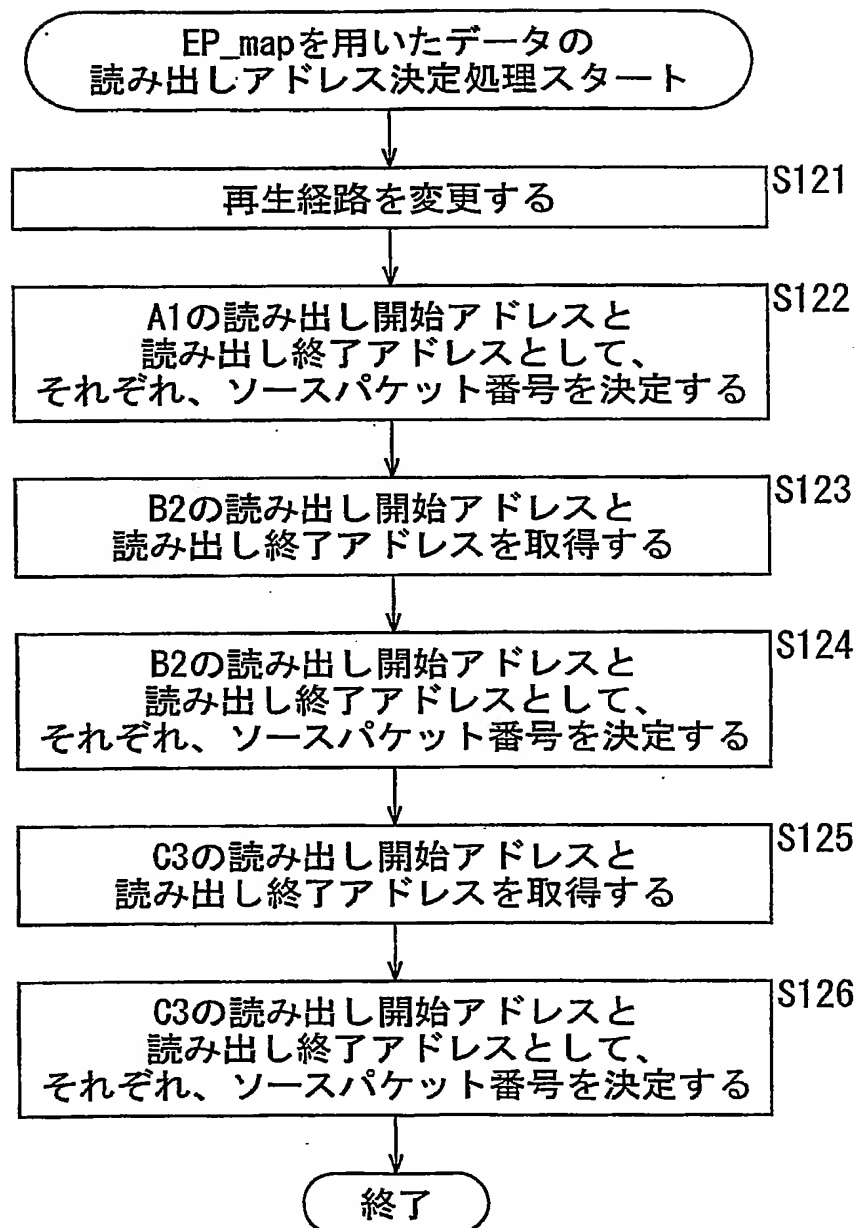 EP_mapを用いたデータの
読み出しアドレス決定処理スタート
再生経路を変更する
S121
A1の読み出し開始アドレスと
読み出し終了アドレスとして、
それぞれ、ソースパケット番号を決定する
S122
B2の読み出し開始アドレスと
読み出し終了アドレスを取得する
S123
B2の読み出し開始アドレスと
読み出し終了アドレスとして、
それぞれ、ソースパケット番号を決定する
S124
C3の読み出し開始アドレスと
読み出し終了アドレスを取得する
S125
C3の読み出し開始アドレスと
読み出し終了アドレスとして、
それぞれ、ソースパケット番号を決定する
S126
終了